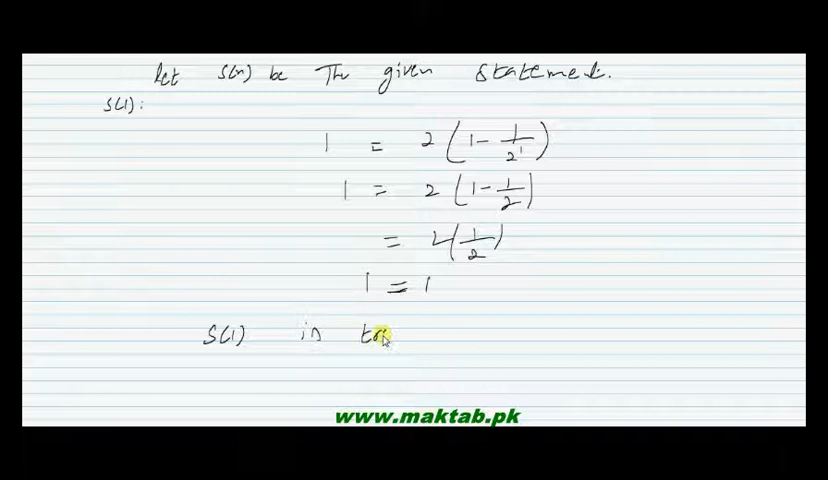 let S(n) be The given Statement.
S(1):
1 = 2 (1 - 1/2¹)
1 = 2 (1 - 1/2)
= 2 (1/2)
1 = 1
S(1) is
www.maktab.pk